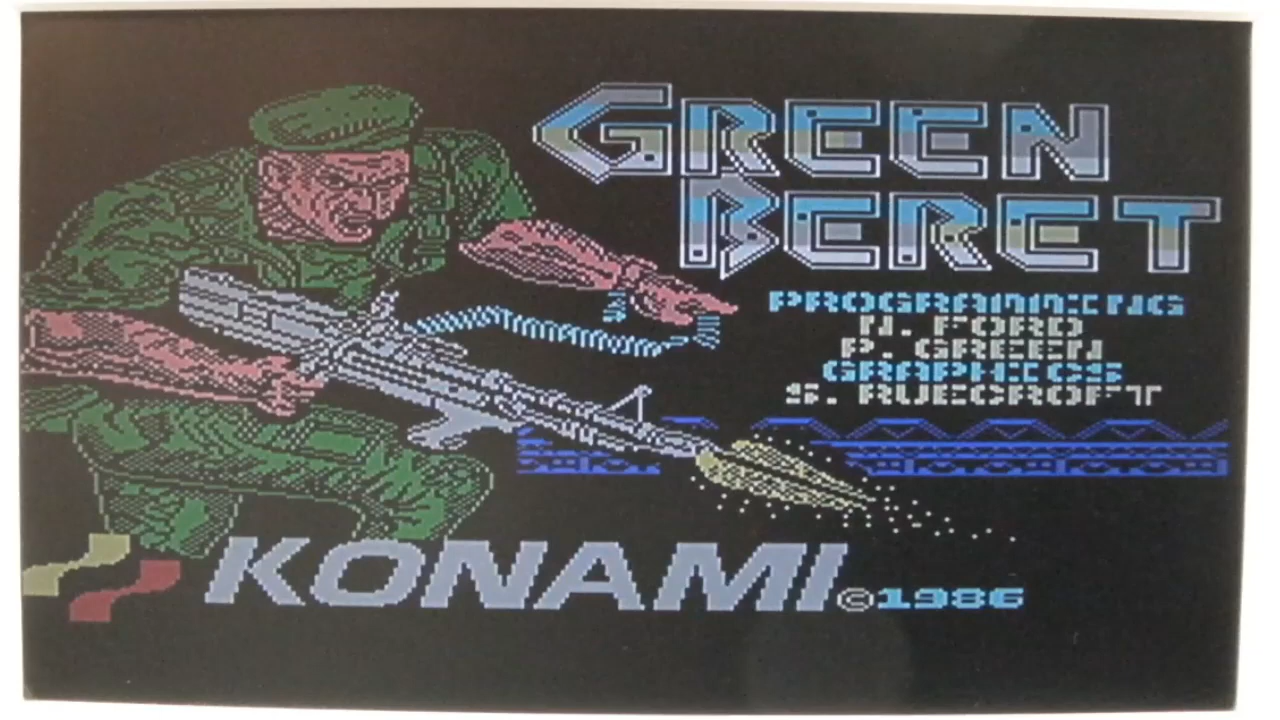 GREEN
BERET
PROGRAMMING
N. FORD
P. GREEN
GRAPHICS
S. RUECROFT
KONAMI ©1986